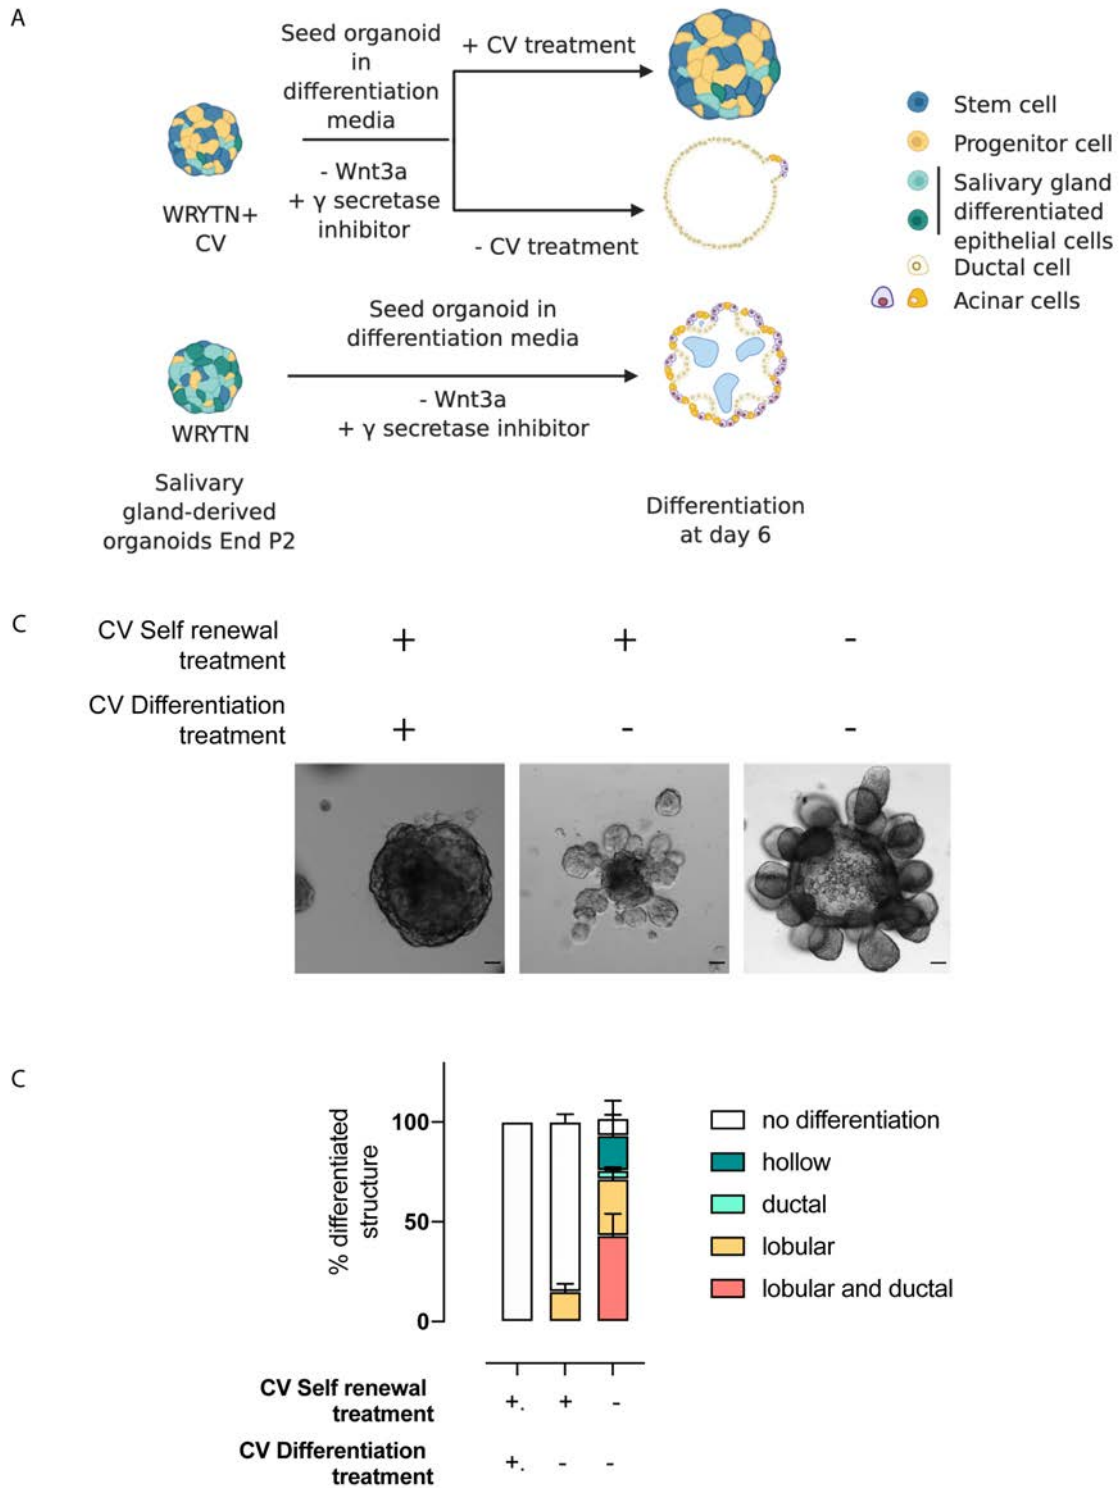 A
Seed organoid
in
differentiation
media
- Wnt3a
+ γ secretase
inhibitor
+ CV treatment
- CV treatment
WRYTN+
CV
Stem cell
Progenitor cell
Salivary gland
differentiated
epithelial cells
Ductal cell
Acinar cells
Seed organoid in
differentiation media
- Wnt3a
+ γ secretase inhibitor
WRYTN
Salivary
gland-derived
organoids End P2
Differentiation
at day 6
C
CV Self renewal
treatment
+ + -
CV Differentiation
treatment
+ - -
C
% differentiated
structure
100
50
0
no differentiation
hollow
ductal
lobular
lobular and ductal
CV Self renewal
treatment
+. + -
CV Differentiation
treatment
+. - -